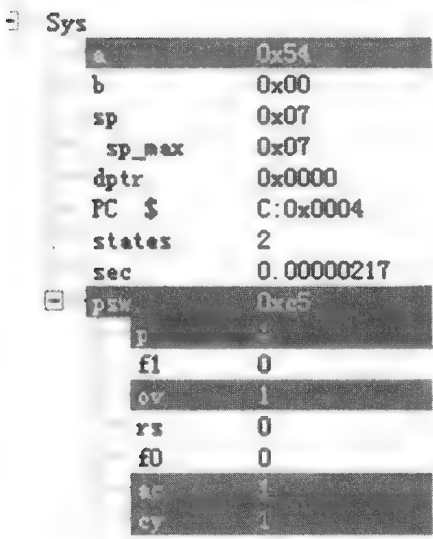 Sys
a 0x54
b 0x00
sp 0x07
sp_max 0x07
dptr 0x0000
PC $ C:0x0004
states 2
sec 0.00000217
psw 0xc5
p 1
f1 0
ov 1
rs 0
f0 0
ac 1
cy 1